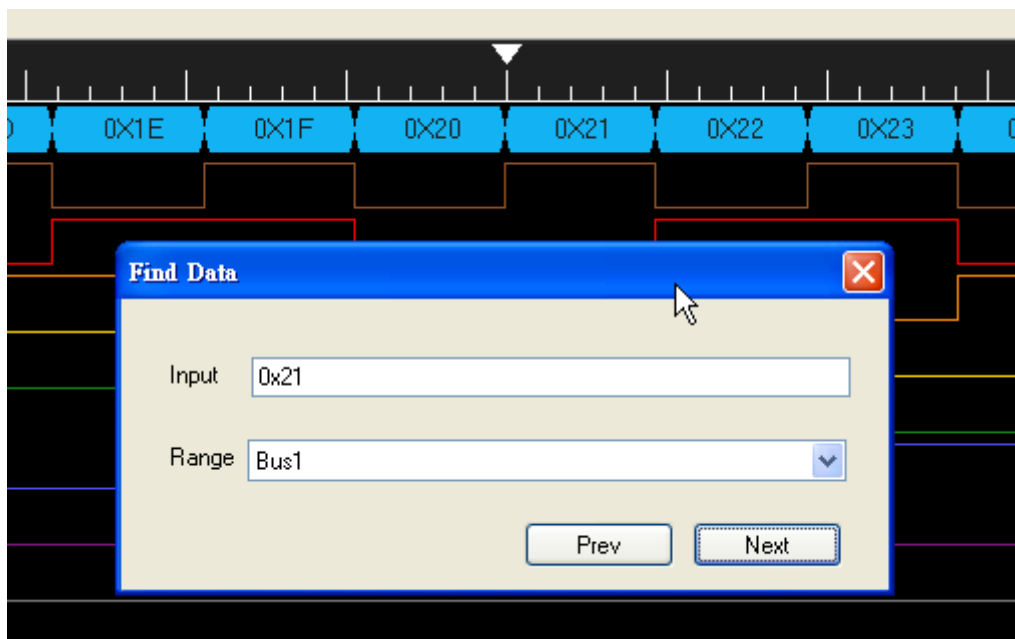 0X1E 0X1F 0X20 0X21 0X22 0X23
Find Data
Input 0x21
Range Bus1
Prev Next